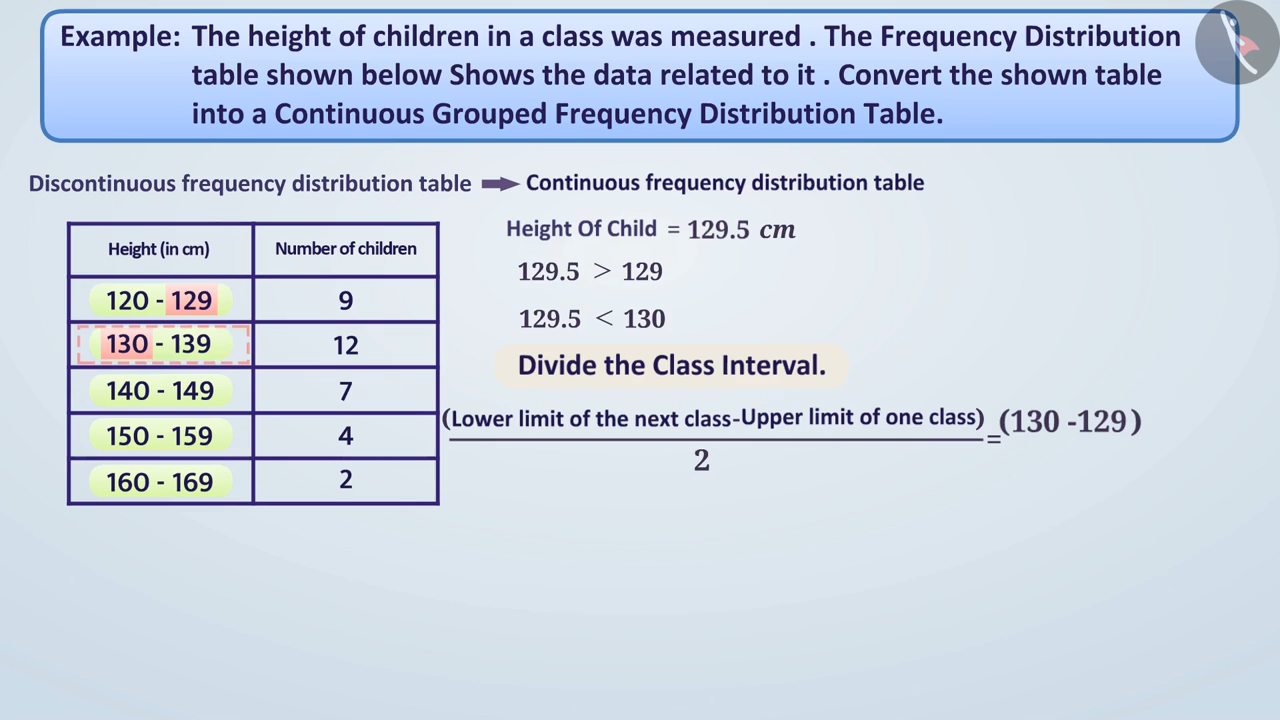 Example: The height of children in a class was measured . The Frequency Distribution
table shown below Shows the data related to it . Convert the shown table
into a Continuous Grouped Frequency Distribution Table.
Discontinuous frequency distribution table ➡ Continuous frequency distribution table
Height (in cm) Number of children
120 - 129 9
130 - 139 12
140 - 149 7
150 - 159 4
160 - 169 2
Height Of Child = 129.5 cm
129.5 > 129
129.5 < 130
Divide the Class Interval.
(Lower limit of the next class-Upper limit of one class) = (130 -129)
2